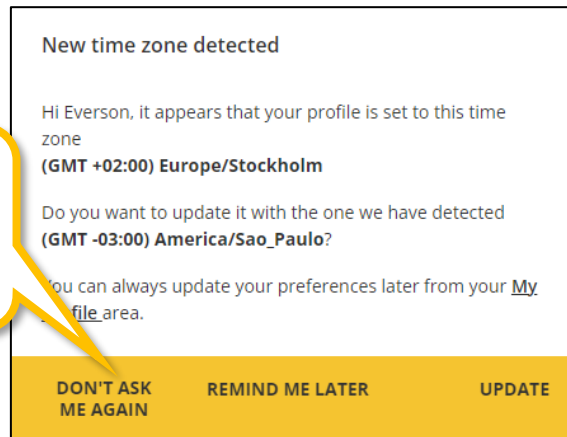 New time zone detected
Hi Everson, it appears that your profile is set to this time
zone
(GMT +02:00) Europe/Stockholm
Do you want to update it with the one we have detected
(GMT -03:00) America/Sao_Paulo?
can always update your preferences later from your My
area.
DON'T ASK
ME AGAIN
REMIND ME LATER
UPDATE